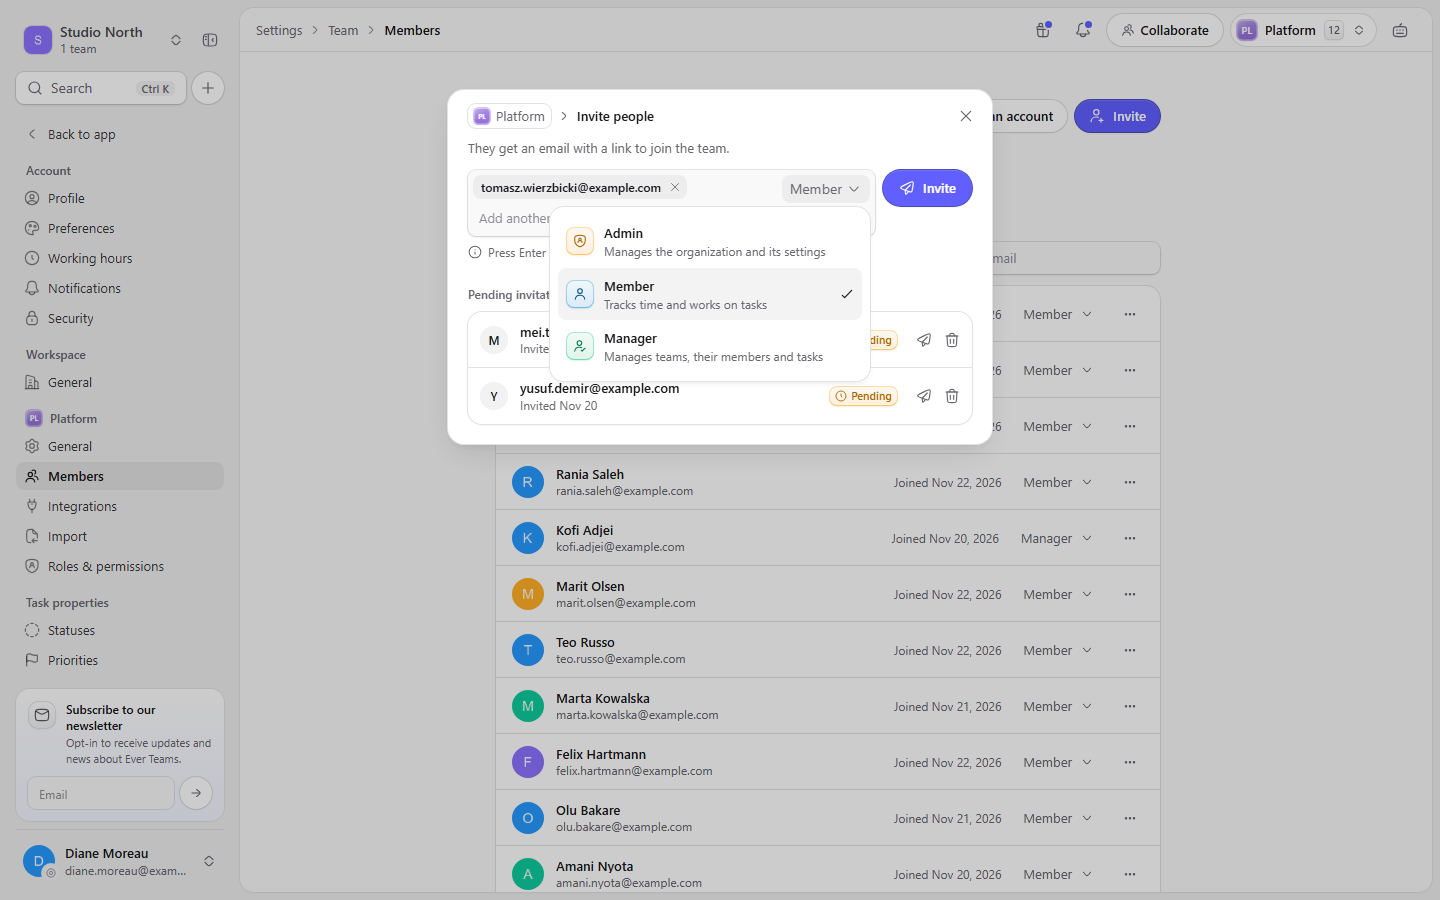 S
Studio North
1 team
Search
Ctrl K
Back to app
Account
Profile
Preferences
Working hours
Notifications
Security
Workspace
General
PL Platform
General
Members
Integrations
Import
Roles & permissions
Task properties
Statuses
Priorities
Subscribe to our
newsletter
Opt-in to receive updates and
news about Ever Teams.
Email
D
Diane Moreau
diane.moreau@exam...
Settings > Team > Members
Collaborate
PL Platform 12
an account
Invite
PL Platform > Invite people
They get an email with a link to join the team.
tomasz.wierzbicki@example.com
Member
Invite
Add another
Press Enter
Admin
Manages the organization and its settings
Member
Tracks time and works on tasks
Manager
Manages teams, their members and tasks
Pending
M
Invite
Y
yusuf.demir@example.com
Invited Nov 20
Pending
Member
Member
R
Rania Saleh
rania.saleh@example.com
Joined Nov 22, 2026
Member
K
Kofi Adjei
kofi.adjei@example.com
Joined Nov 20, 2026
Manager
M
Marit Olsen
marit.olsen@example.com
Joined Nov 22, 2026
Member
T
Teo Russo
teo.russo@example.com
Joined Nov 22, 2026
Member
M
Marta Kowalska
marta.kowalska@example.com
Joined Nov 21, 2026
Member
F
Felix Hartmann
felix.hartmann@example.com
Joined Nov 22, 2026
Member
O
Olu Bakare
olu.bakare@example.com
Joined Nov 21, 2026
Member
A
Amani Nyota
amani.nyota@example.com
Joined Nov 20, 2026
Member